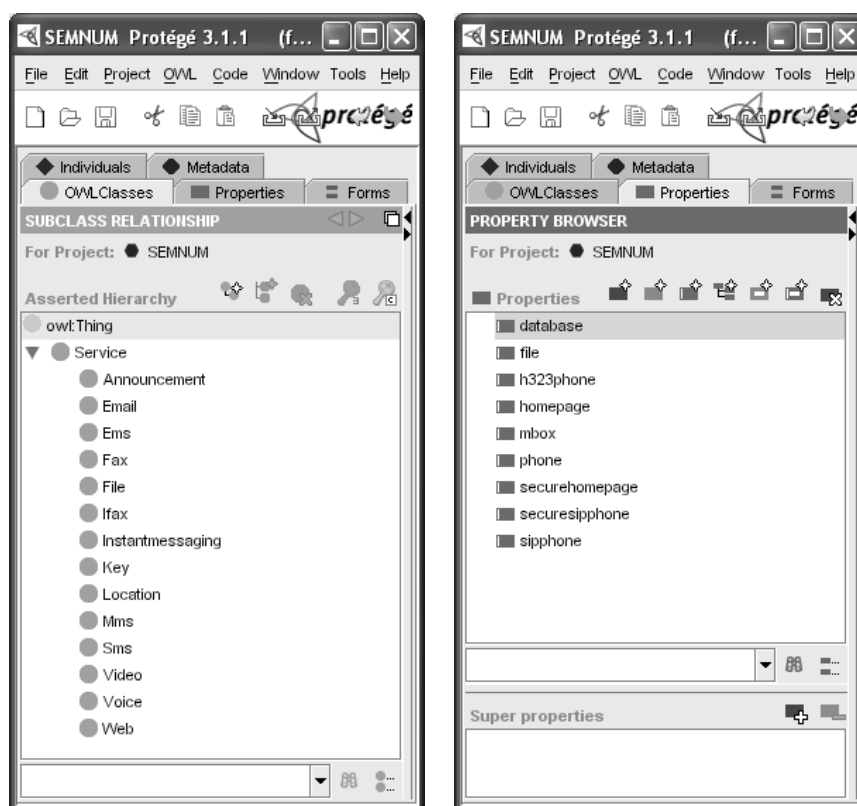 SEMNUM Protégé 3.1.1 (f...
File Edit Project OWL Code Window Tools Help
protégé
Individuals Metadata
OWLClasses Properties Forms
SUBCLASS RELATIONSHIP
For Project: SEMNUM
Asserted Hierarchy
owl:Thing
Service
Announcement
Email
Ems
Fax
File
Ifax
Instantmessaging
Key
Location
Mms
Sms
Video
Voice
Web
SEMNUM Protégé 3.1.1 (f...
File Edit Project OWL Code Window Tools Help
protégé
Individuals Metadata
OWLClasses Properties Forms
PROPERTY BROWSER
For Project: SEMNUM
Properties
database
file
h323phone
homepage
mbox
phone
securehomepage
securesipphone
sipphone
Super properties